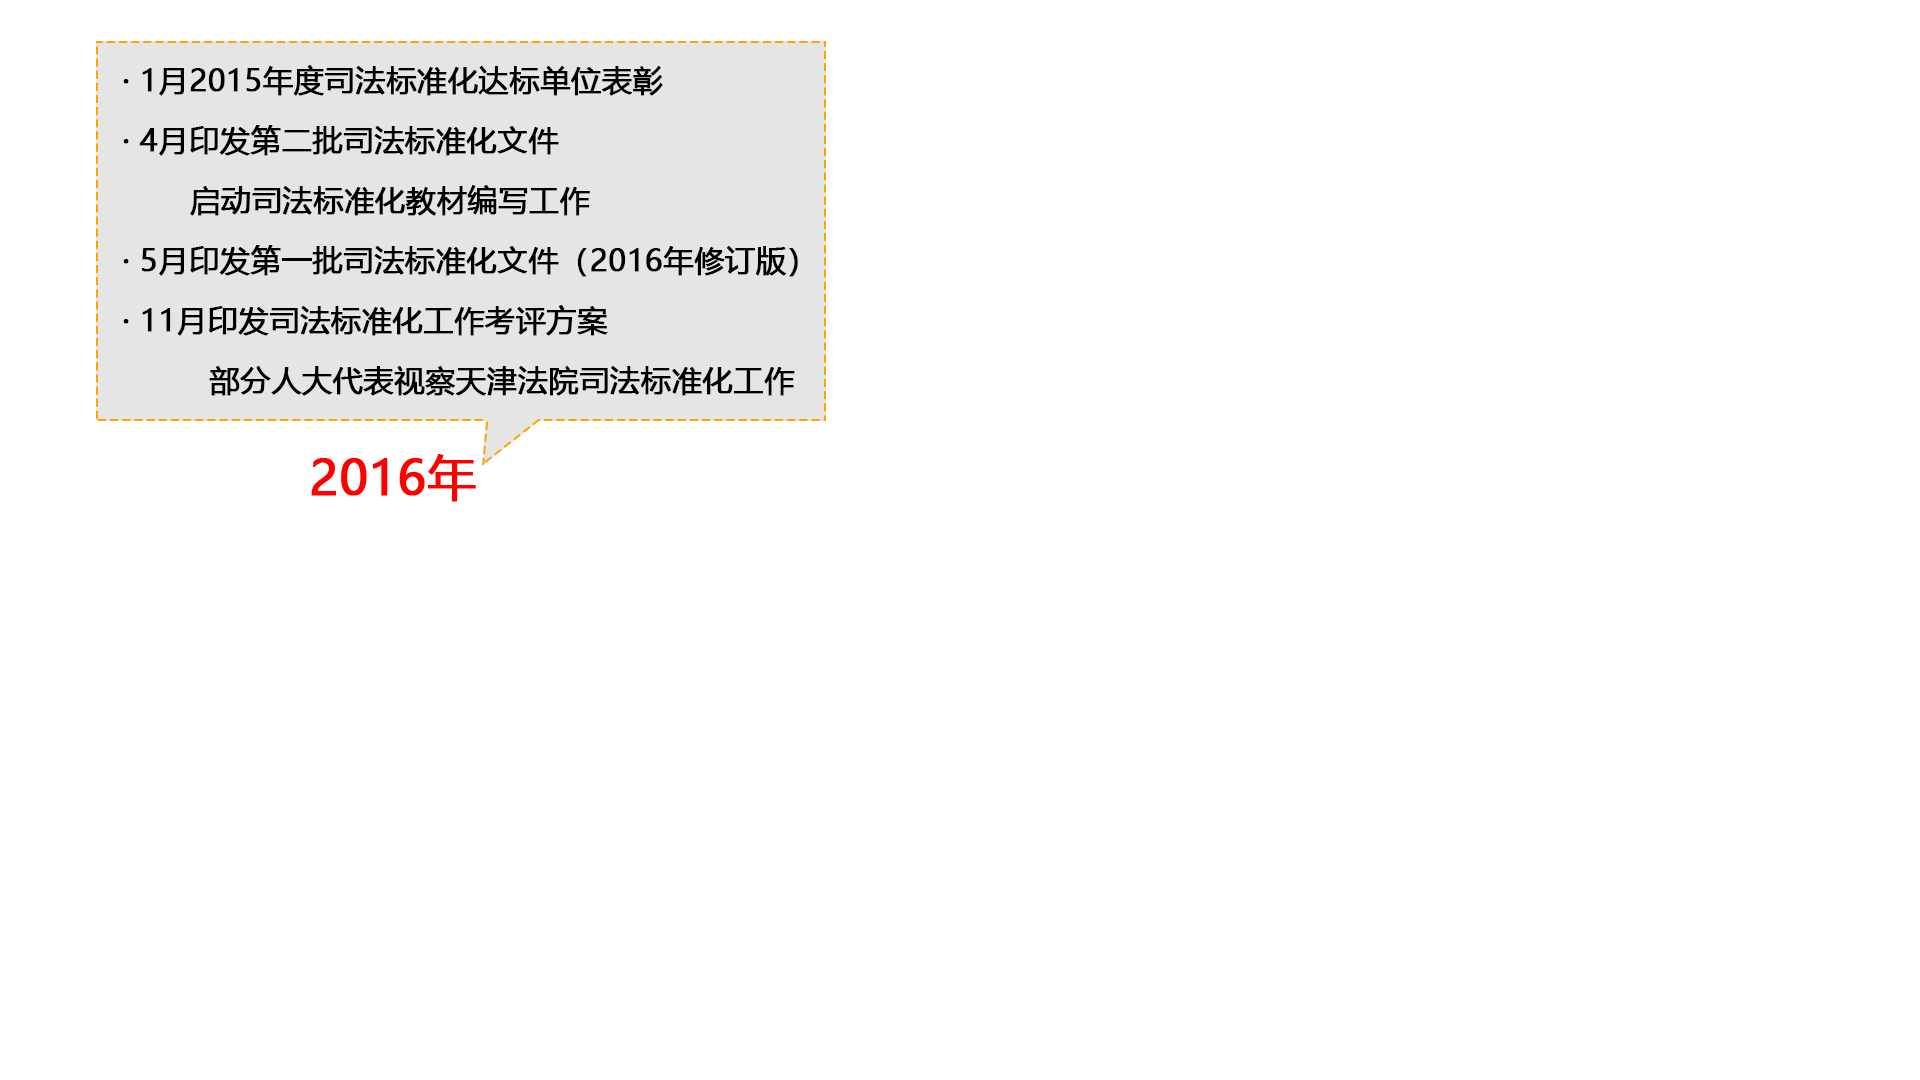 · 1月2015年度司法标准化达标单位表彰
· 4月印发第二批司法标准化文件
启动司法标准化教材编写工作
· 5月印发第一批司法标准化文件（2016年修订版）
· 11月印发司法标准化工作考评方案
部分人大代表视察天津法院司法标准化工作
2016年